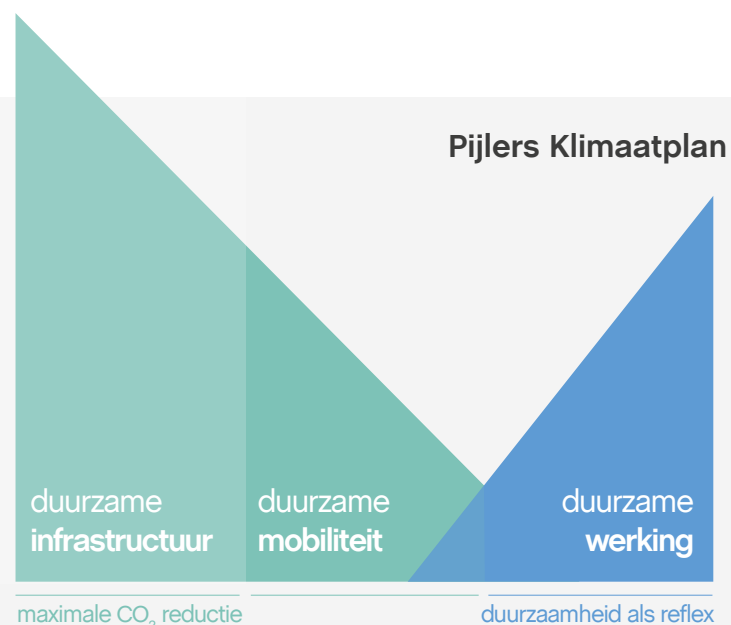 Pijlers Klimaatplan
duurzame
infrastructuur
duurzame
mobiliteit
duurzame
werking
maximale CO₂ reductie
duurzaamheid als reflex